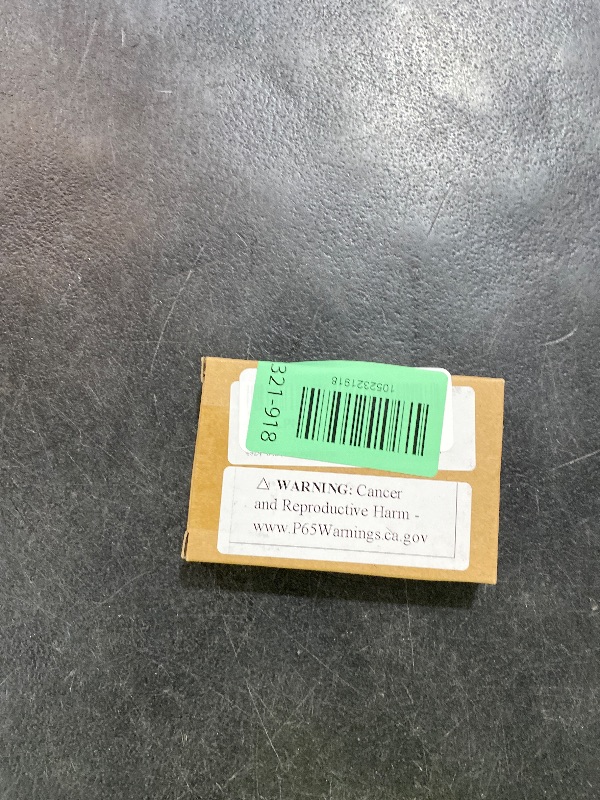 1052321918
321-918
⚠ WARNING: Cancer
and Reproductive Harm -
www.P65Warnings.ca.gov